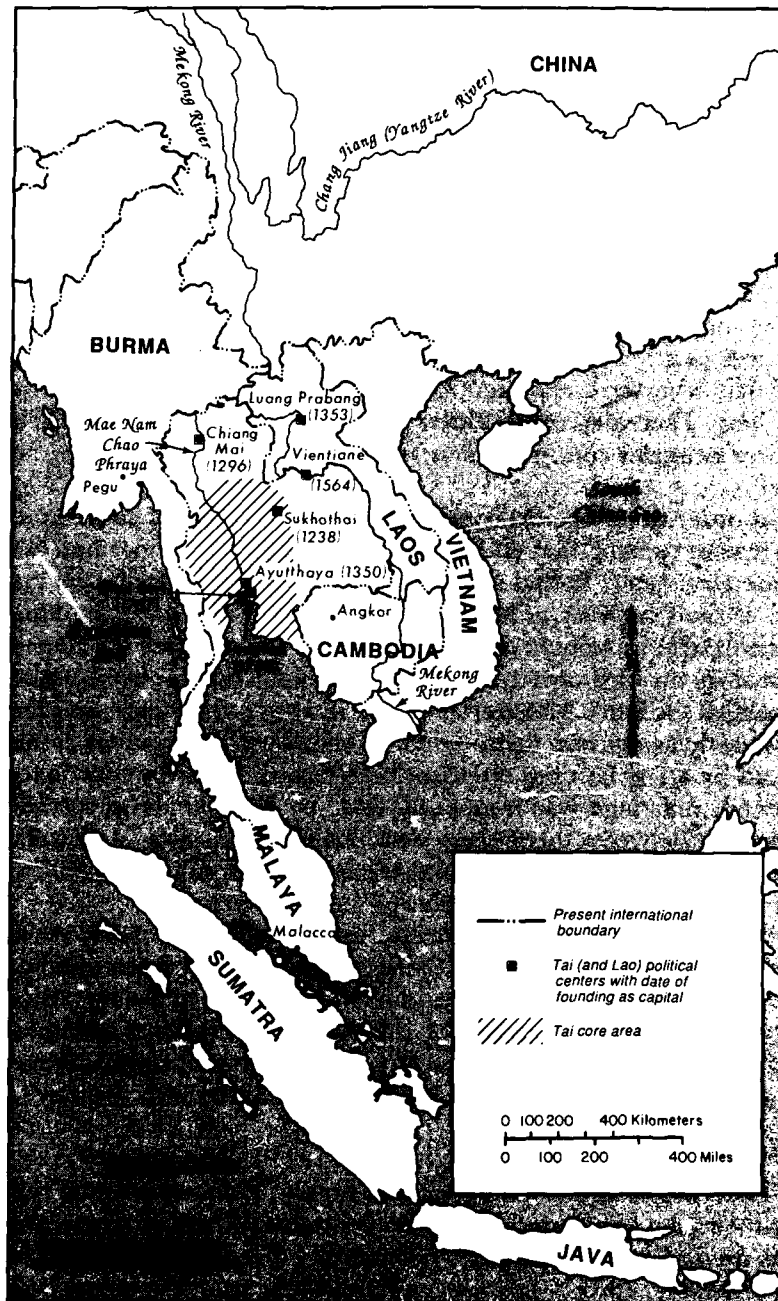 CHINA
Mekong River
Chang Jiang (Yangtze River)
BURMA
Luang Prabang
(1353)
Mae Nam
Chao
Phraya
Chiang
Mai
(1296)
Pegu
Vientiane
(1564)
Sukhothai
(1238)
LAOS
VIETNAM
Ayutthaya (1350)
Angkor
CAMBODIA
Mekong
River
MALAYA
Malacca
SUMATRA
JAVA
Present international
boundary
Tai (and Lao) political
centers with date of
founding as capital
Tai core area
0 100 200 400 Kilometers
0 100 200 400 Miles